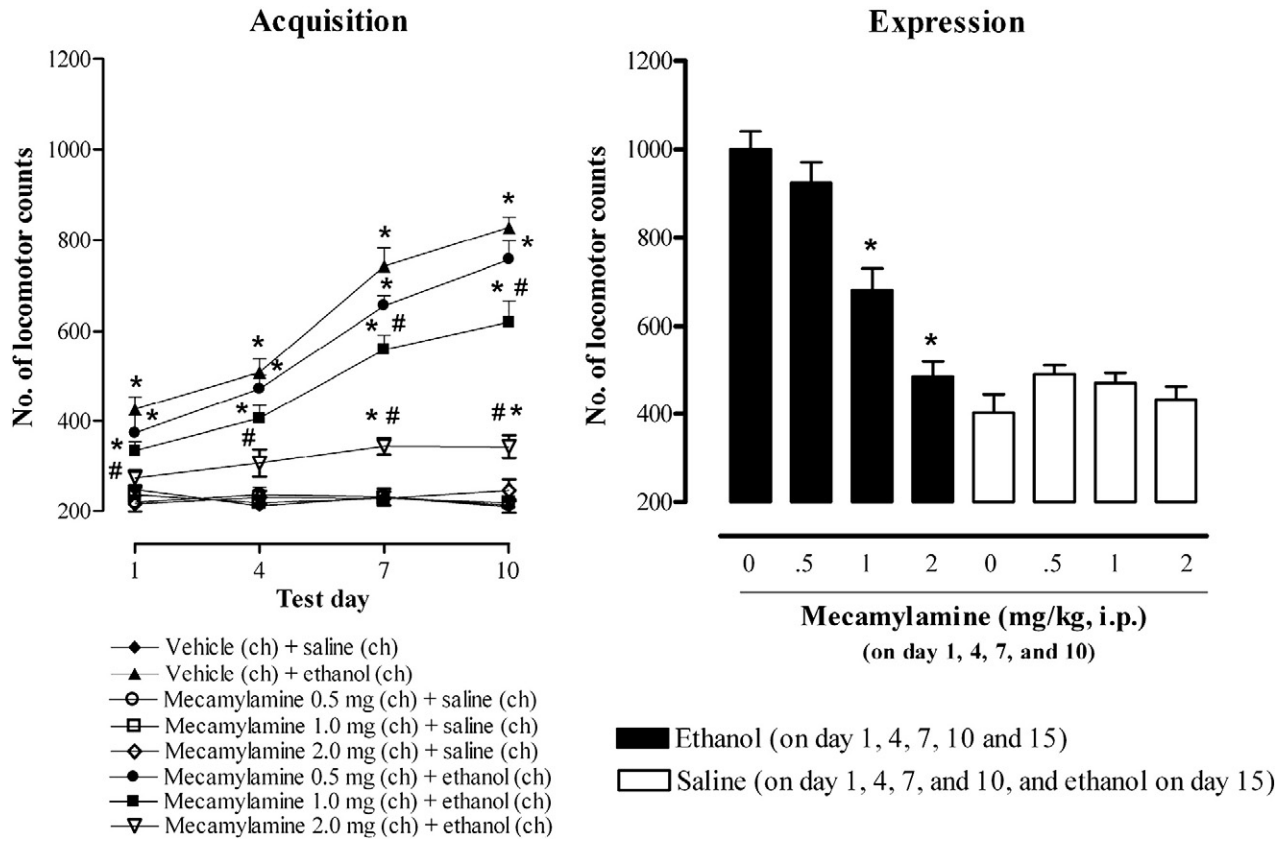 Acquisition
No. of locomotor counts
1200
1000
800
600
400
200
* * * *
* * * *
* * # * #
* # * # # *
* #
1 4 7 10
Test day
Vehicle (ch) + saline (ch)
Vehicle (ch) + ethanol (ch)
Mecamylamine 0.5 mg (ch) + saline (ch)
Mecamylamine 1.0 mg (ch) + saline (ch)
Mecamylamine 2.0 mg (ch) + saline (ch)
Mecamylamine 0.5 mg (ch) + ethanol (ch)
Mecamylamine 1.0 mg (ch) + ethanol (ch)
Mecamylamine 2.0 mg (ch) + ethanol (ch)
Expression
No. of locomotor counts
1200
1000
800
600
400
200
*
*
0 .5 1 2 0 .5 1 2
Mecamylamine (mg/kg, i.p.)
(on day 1, 4, 7, and 10)
Ethanol (on day 1, 4, 7, 10 and 15)
Saline (on day 1, 4, 7, and 10, and ethanol on day 15)